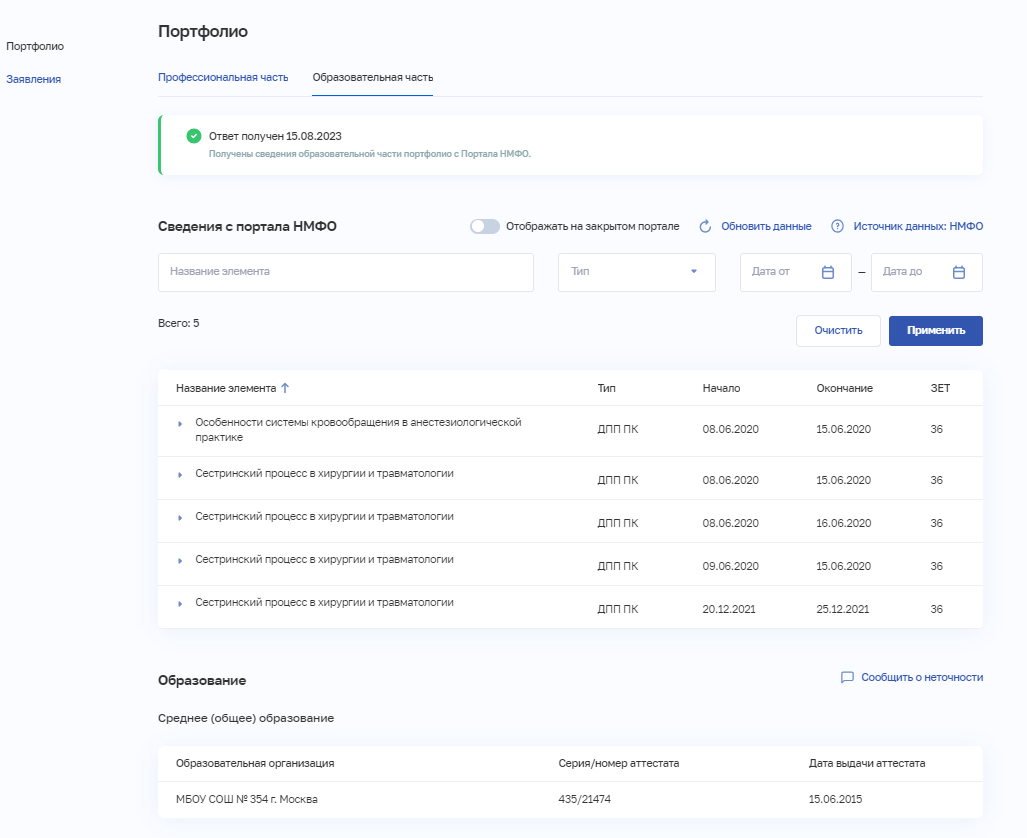 Портфолио
Портфолио
Заявления
Профессиональная часть Образовательная часть
Ответ получен 15.08.2023
Получены сведения образовательной части портфолио с Портала НМФО.
Сведения с портала НМФО Отображать на закрытом портале Обновить данные ? Источник данных: НМФО
Название элемента Тип Дата от – Дата до
Всего: 5 Очистить Применить
Название элемента ↑ Тип Начало Окончание ЗЕТ
Особенности системы кровообращения в анестезиологической
практике ДПП ПК 08.06.2020 15.06.2020 36
Сестринский процесс в хирургии и травматологии ДПП ПК 08.06.2020 15.06.2020 36
Сестринский процесс в хирургии и травматологии ДПП ПК 08.06.2020 16.06.2020 36
Сестринский процесс в хирургии и травматологии ДПП ПК 09.06.2020 15.06.2020 36
Сестринский процесс в хирургии и травматологии ДПП ПК 20.12.2021 25.12.2021 36
Образование Сообщить о неточности
Среднее (общее) образование
Образовательная организация Серия/номер аттестата Дата выдачи аттестата
МБОУ СОШ № 354 г. Москва 435/21474 15.06.2015